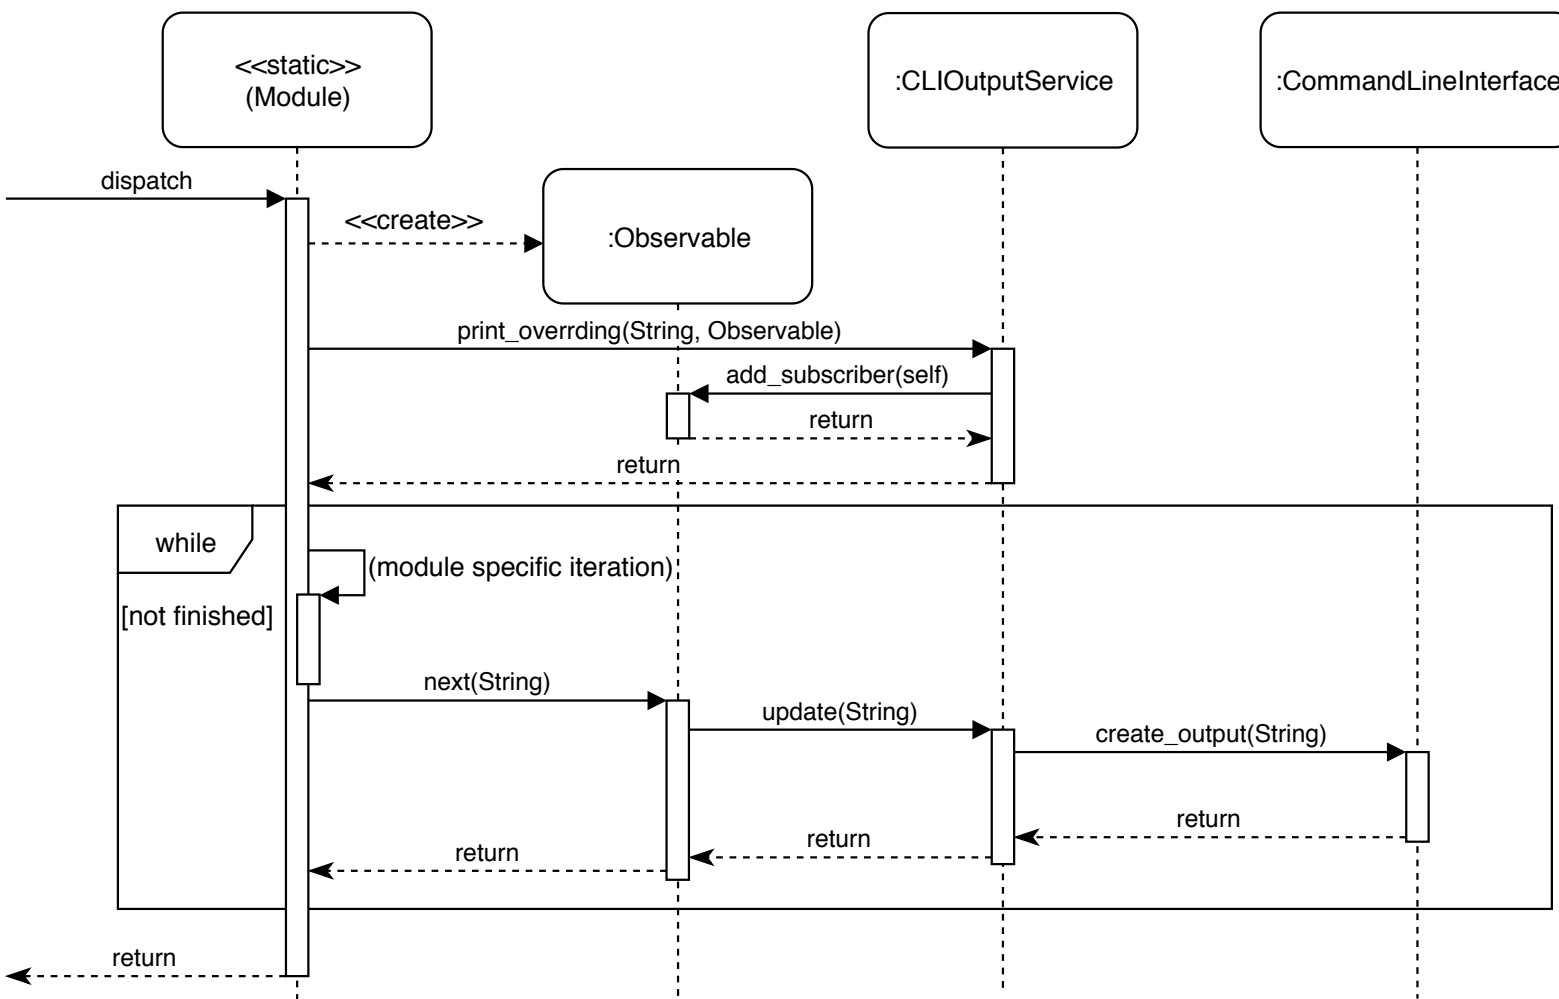 <<static>>
(Module)
:CLIOutputService
:CommandLineInterface
dispatch
<<create>>
:Observable
print_overrding(String, Observable)
add_subscriber(self)
return
return
while
(module specific iteration)
[not finished]
next(String)
update(String)
create_output(String)
return
return
return
return